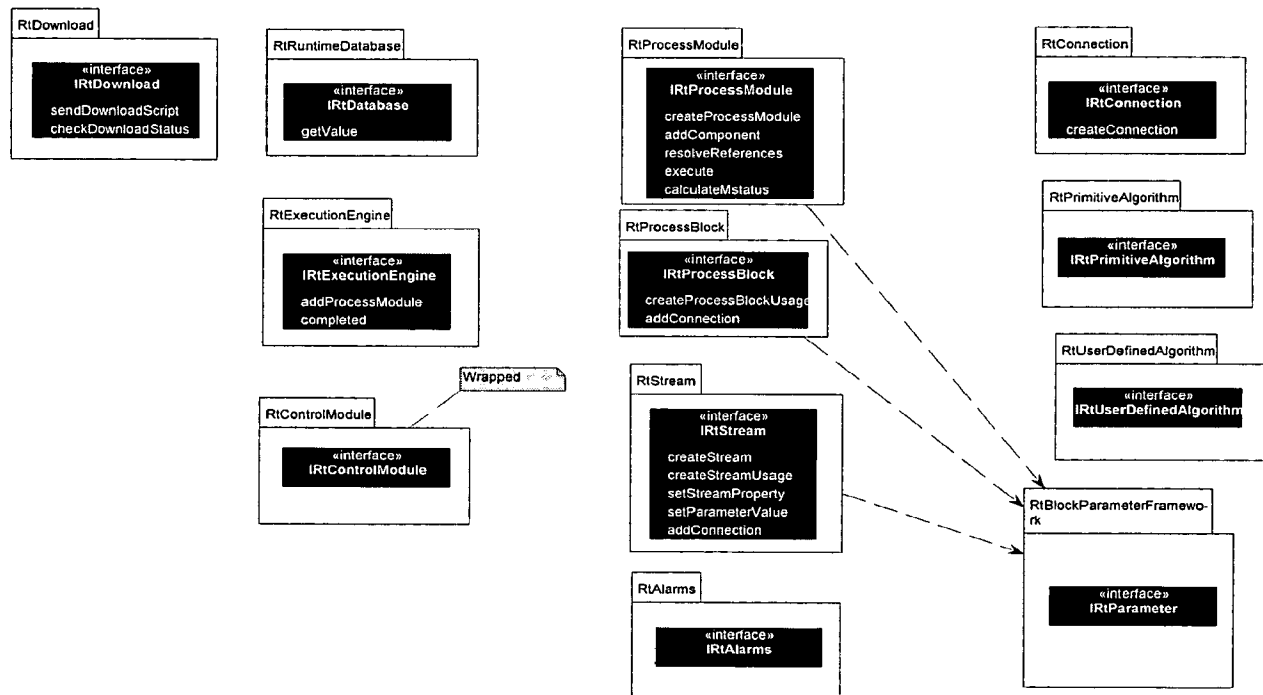 RtDownload
«interface»
IRtDownload
sendDownloadScript
checkDownloadStatus
RtRuntimeDatabase
«interface»
IRtDatabase
getValue
RtExecutionEngine
«interface»
IRtExecutionEngine
addProcessModule
completed
Wrapped
RtControlModule
«interface»
IRtControlModule
RtProcessModule
«interface»
IRtProcessModule
createProcessModule
addComponent
resolveReferences
execute
calculateMstatus
RtProcessBlock
«interface»
IRtProcessBlock
createProcessBlockUsage
addConnection
RtStream
«interface»
IRtStream
createStream
createStreamUsage
setStreamProperty
setParameterValue
addConnection
RtAlarms
«interface»
IRtAlarms
RtConnection
«interface»
IRtConnection
createConnection
RtPrimitiveAlgorithm
«interface»
IRtPrimitiveAlgorithm
RtUserDefinedAlgorithm
«interface»
IRtUserDefinedAlgorithm
RtBlockParameterFramewo-
rk
«interface»
IRtParameter